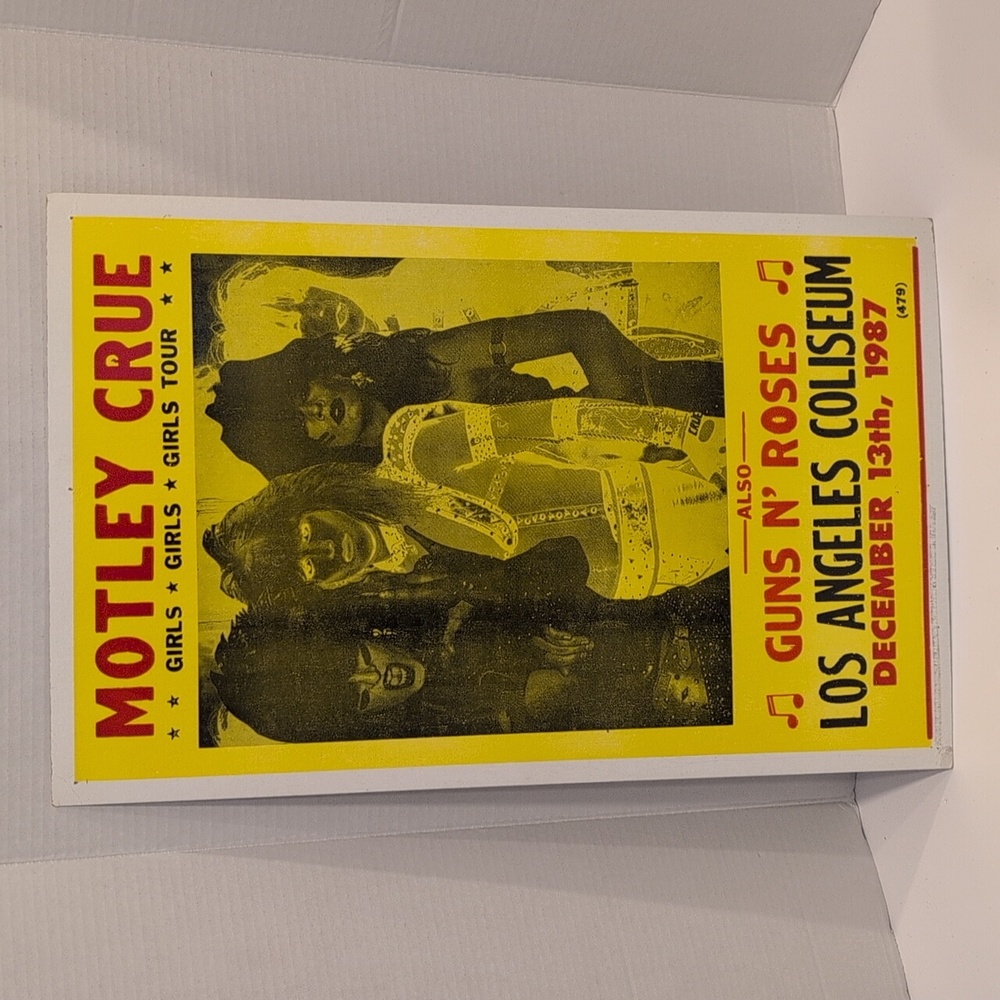 MOTLEY CRUE
★ ★ GIRLS ★ GIRLS ★ GIRLS TOUR ★ ★
ALSO
♫ GUNS N' ROSES ♫
LOS ANGELES COLISEUM
DECEMBER 13th, 1987
(479)